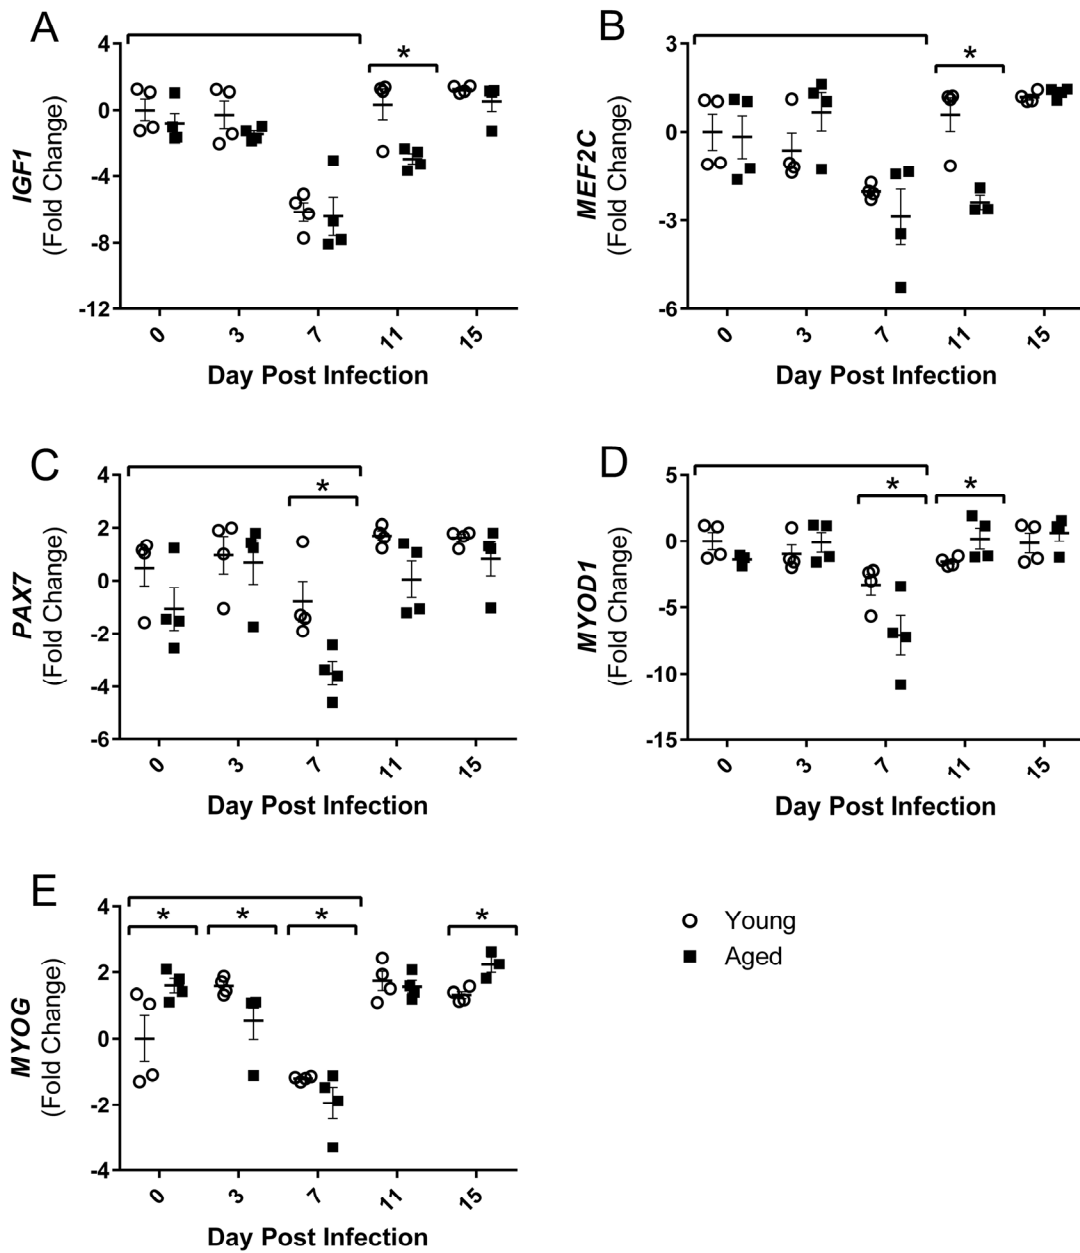 A
B
4
0
-4
-8
-12
IGF1
(Fold Change)
*
0 3 7 11 15
Day Post Infection
3
0
-3
-6
MEF2C
(Fold Change)
*
0 3 7 11 15
Day Post Infection
C
D
4
2
0
-2
-4
-6
PAX7
(Fold Change)
*
0 3 7 11 15
Day Post Infection
5
0
-5
-10
-15
MYOD1
(Fold Change)
* *
0 3 7 11 15
Day Post Infection
E
4
2
0
-2
-4
MYOG
(Fold Change)
* * * *
0 3 7 11 15
Day Post Infection
Young
Aged